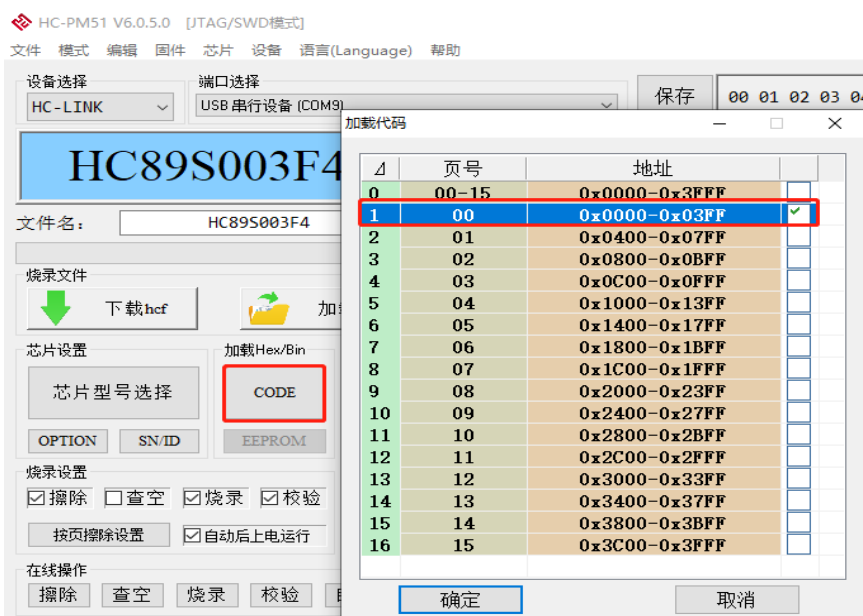 HC-PM51 V6.0.5.0 [JTAG/SWD模式]
文件 模式 编辑 固件 芯片 设备 语言(Language) 帮助
设备选择
HC-LINK
端口选择
USB 串行设备 (COM9)
保存
00 01 02 03
HC89S003F4
文件名： HC89S003F4
烧录文件
下载hcf
芯片设置
芯片型号选择
OPTION SN/ID
加载Hex/Bin
CODE
EEPROM
烧录设置
擦除 查空 烧录 校验
按页擦除设置 自动后上电运行
在线操作
擦除 查空 烧录 校验
加载代码
页号 地址
0 00-15 0x0000-0x3FFF
1 00 0x0000-0x03FF
2 01 0x0400-0x07FF
3 02 0x0800-0x0BFF
4 03 0x0C00-0x0FFF
5 04 0x1000-0x13FF
6 05 0x1400-0x17FF
7 06 0x1800-0x1BFF
8 07 0x1C00-0x1FFF
9 08 0x2000-0x23FF
10 09 0x2400-0x27FF
11 10 0x2800-0x2BFF
12 11 0x2C00-0x2FFF
13 12 0x3000-0x33FF
14 13 0x3400-0x37FF
15 14 0x3800-0x3BFF
16 15 0x3C00-0x3FFF
确定 取消